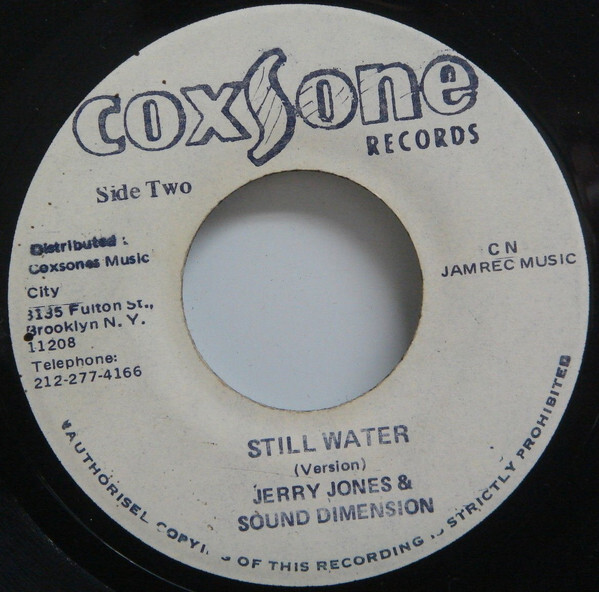 coxsone
RECORDS
Side Two
Distributed :
Coxsones Music
City
3135 Fulton St.,
Brooklyn N. Y.
11208
Telephone:
212-277-4166
C N
JAMREC MUSIC
STILL WATER
(Version)
JERRY JONES &
SOUND DIMENSION
AUTHORISEL OF THIS RECORDING STRICTLY PROHIBITED